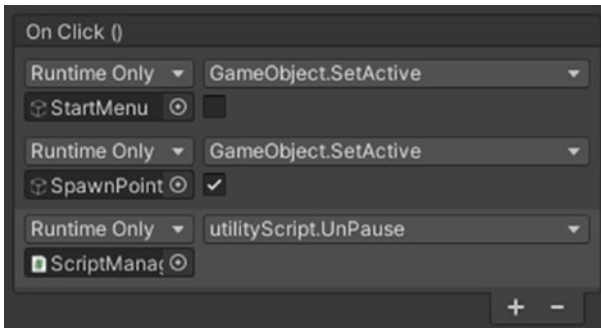 On Click ()
Runtime Only GameObject.SetActive
StartMenu
Runtime Only GameObject.SetActive
SpawnPoint
Runtime Only utilityScript.UnPause
ScriptManag
+ -